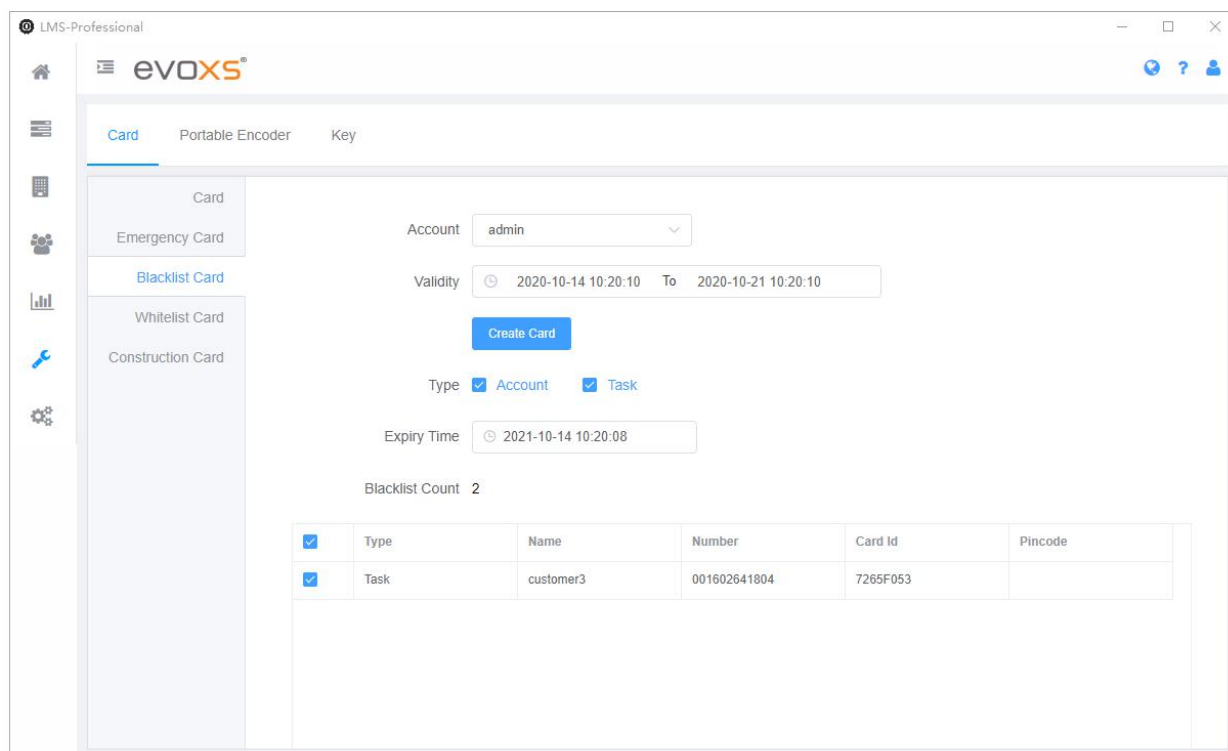 LMS-Professional
evoxs®
?
Card Portable Encoder Key
Card
Emergency Card
Blacklist Card
Whitelist Card
Construction Card
Account admin
Validity 2020-10-14 10:20:10 To 2020-10-21 10:20:10
Create Card
Type Account Task
Expiry Time 2021-10-14 10:20:08
Blacklist Count 2
Type Name Number Card Id Pincode
Task customer3 001602641804 7265F053